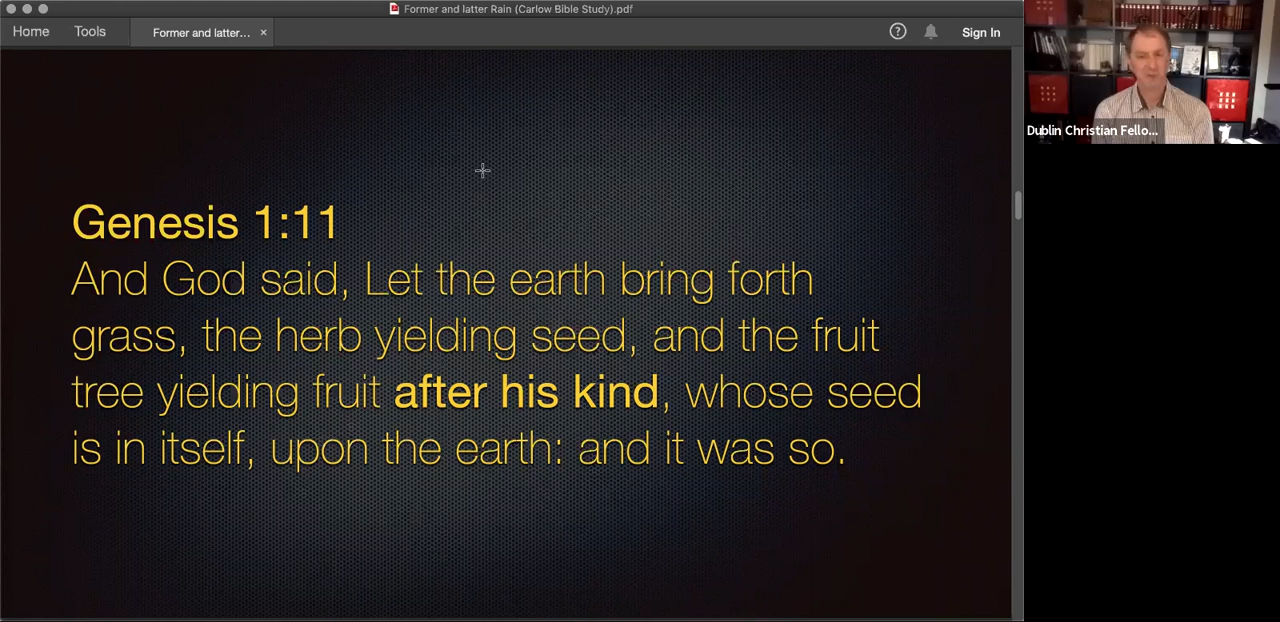 Former and latter Rain (Carlow Bible Study).pdf
Home Tools Former and latter... × ? Sign In
Dublin Christian Fello...
Genesis 1:11
And God said, Let the earth bring forth
grass, the herb yielding seed, and the fruit
tree yielding fruit after his kind, whose seed
is in itself, upon the earth: and it was so.